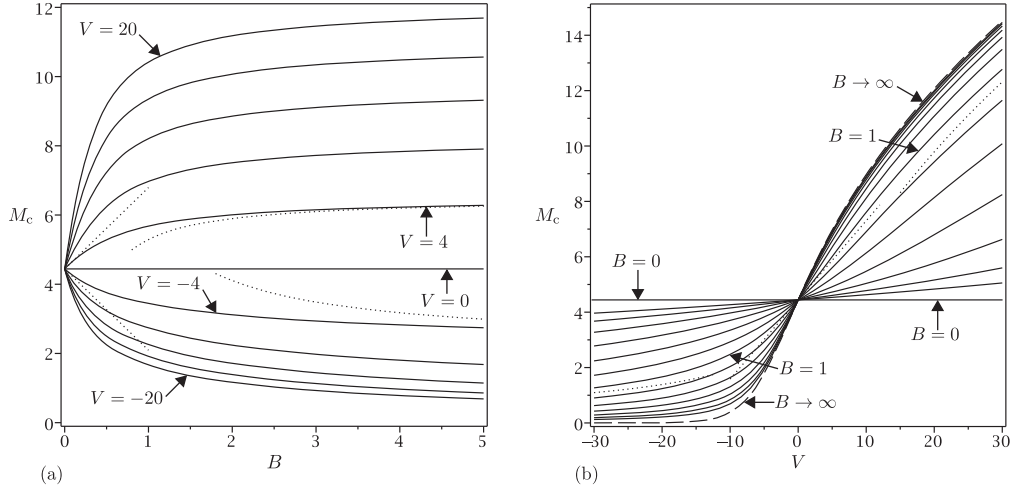 12
V = 20
10
8
M_c
6
V = 4
4
V = −4
V = 0
2
V = −20
0
0 1 2 3 4 5
B
(a)
14
12
B → ∞
B = 1
10
8
M_c
6
B = 0
4
B = 0
2
B = 1
B → ∞
0
−30 −20 −10 0 10 20 30
V
(b)